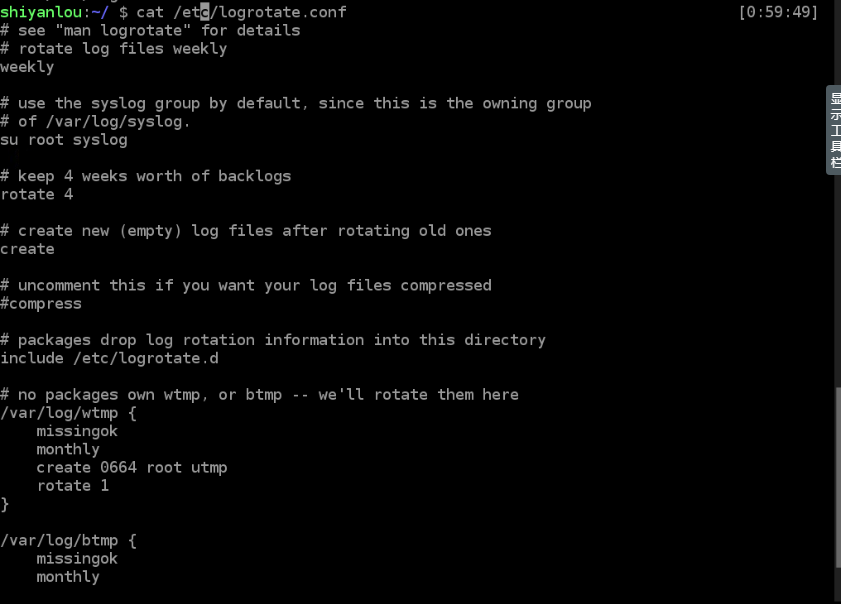 shiyanlou:~/ $ cat /etc/logrotate.conf [0:59:49]
# see "man logrotate" for details
# rotate log files weekly
weekly

# use the syslog group by default, since this is the owning group
# of /var/log/syslog.
su root syslog

# keep 4 weeks worth of backlogs
rotate 4

# create new (empty) log files after rotating old ones
create

# uncomment this if you want your log files compressed
#compress

# packages drop log rotation information into this directory
include /etc/logrotate.d

# no packages own wtmp, or btmp -- we'll rotate them here
/var/log/wtmp {
    missingok
    monthly
    create 0664 root utmp
    rotate 1
}

/var/log/btmp {
    missingok
    monthly
显示工具栏